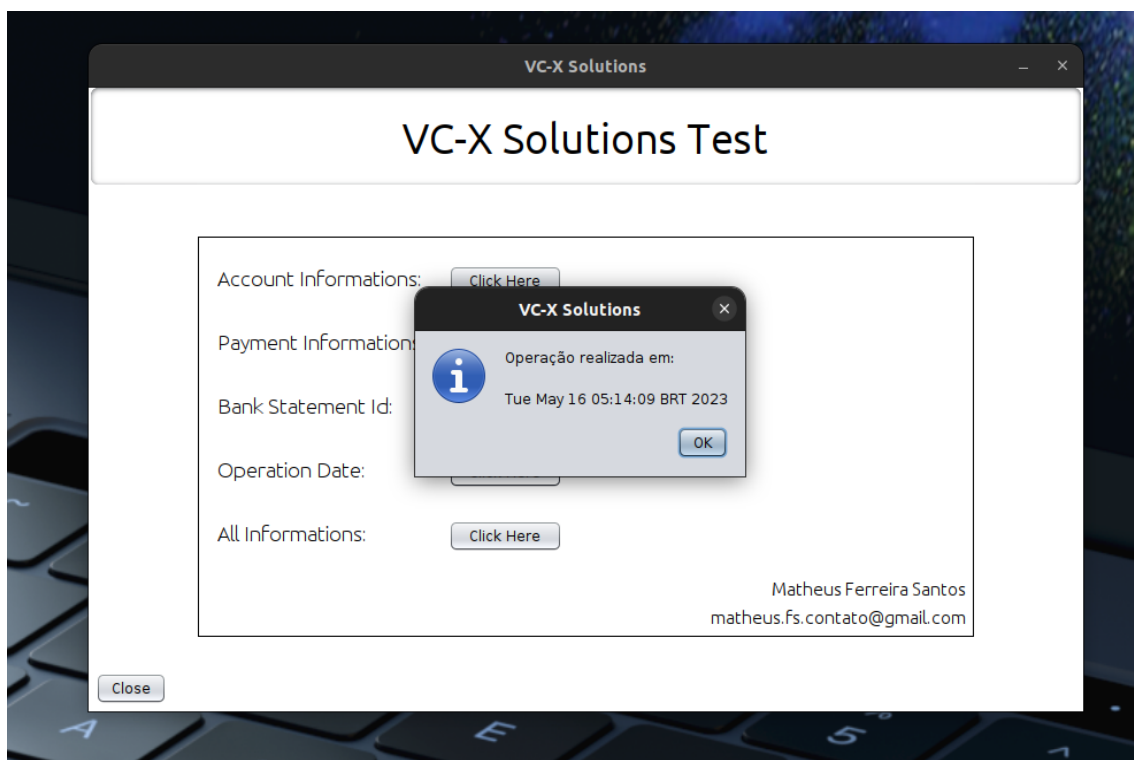 VC-X Solutions
VC-X Solutions Test
Account Informations:
Click Here
VC-X Solutions
Payment Informations
Operação realizada em:
Tue May 16 05:14:09 BRT 2023
Bank Statement Id:
OK
Operation Date:
All Informations:
Click Here
Matheus Ferreira Santos
matheus.fs.contato@gmail.com
Close
A
E
5